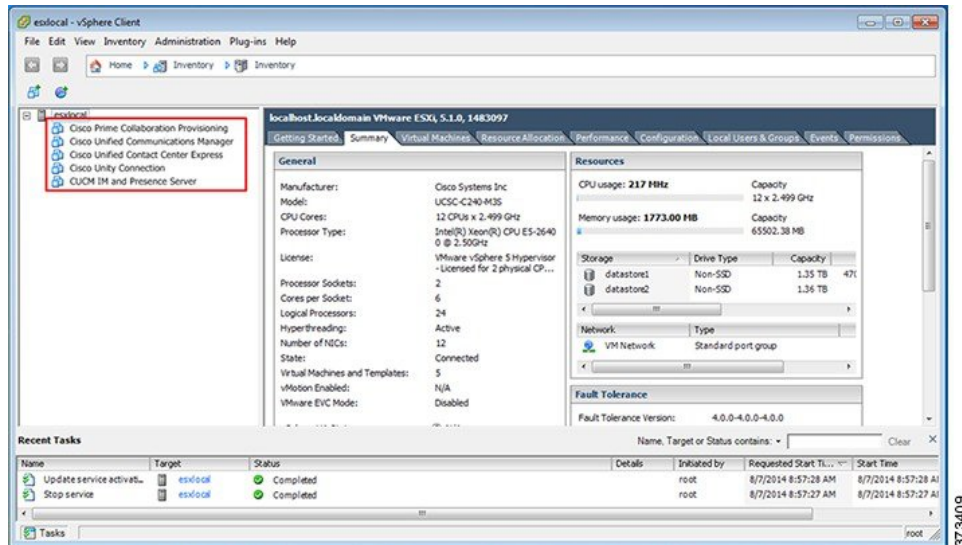 esxlocal - vSphere Client
File Edit View Inventory Administration Plug-ins Help
Home Inventory Inventory
esxlocal
Cisco Prime Collaboration Provisioning
Cisco Unified Communications Manager
Cisco Unified Contact Center Express
Cisco Unity Connection
CUCM IM and Presence Server
localhost.localdomain VMware ESXi, 5.1.0, 1483097
Getting Started Summary Virtual Machines Resource Allocation Performance Configuration Local Users & Groups Events Permissions
General
Manufacturer: Cisco Systems Inc
Model: UCSC-C240-M3S
CPU Cores: 12 CPUs x 2.499 GHz
Processor Type: Intel(R) Xeon(R) CPU E5-2640
0 @ 2.50GHz
License: VMware vSphere 5 Hypervisor
- Licensed for 2 physical CP...
Processor Sockets: 2
Cores per Socket: 6
Logical Processors: 24
Hyperthreading: Active
Number of NICs: 12
State: Connected
Virtual Machines and Templates: 5
vMotion Enabled: N/A
VMware EVC Mode: Disabled
Resources
CPU usage: 217 MHz Capacity
12 x 2.499 GHz
Memory usage: 1773.00 MB Capacity
65502.38 MB
Storage Drive Type Capacity
datastore1 Non-SSD 1.35 TB 470
datastore2 Non-SSD 1.36 TB
Network Type
VM Network Standard port group
Fault Tolerance
Fault Tolerance Version: 4.0.0-4.0.0-4.0.0
Recent Tasks
Name, Target or Status contains: Clear
Name Target Status Details Initiated by Requested Start Ti... Start Time
Update service activati... esxlocal Completed root 8/7/2014 8:57:28 AM 8/7/2014 8:57:28 AM
Stop service esxlocal Completed root 8/7/2014 8:57:27 AM 8/7/2014 8:57:27 AM
Tasks root
373409